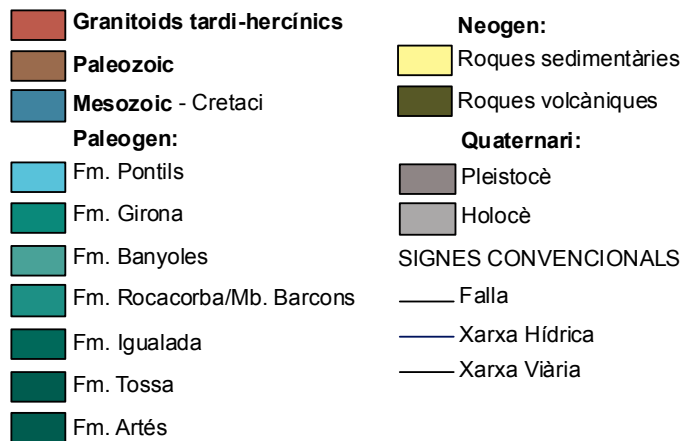 Granitoids tardi-hercínics
Paleozoic
Mesozoic - Cretaci
Paleogen:
Fm. Pontils
Fm. Girona
Fm. Banyoles
Fm. Rocacorba/Mb. Barcons
Fm. Igualada
Fm. Tossa
Fm. Artés
Neogen:
Roques sedimentàries
Roques volcàniques
Quaternari:
Pleistocè
Holocè
SIGNES CONVENCIONALS
Falla
Xarxa Hídrica
Xarxa Viària